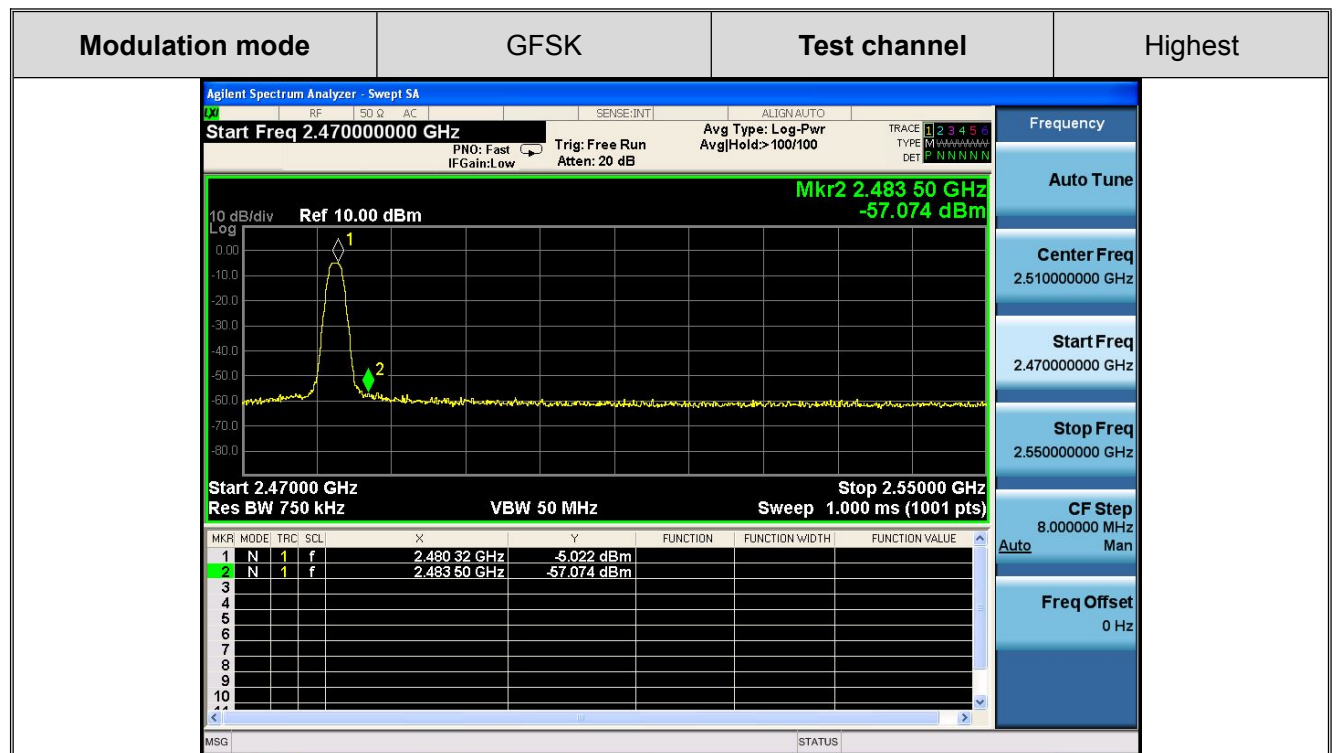 Modulation mode GFSK Test channel Highest
Agilent Spectrum Analyzer - Swept SA
LXI RF 50 Ω AC SENSE:INT ALIGN AUTO
Start Freq 2.470000000 GHz
PNO: Fast
IFGain:Low
Trig: Free Run
Atten: 20 dB
Avg Type: Log-Pwr
Avg|Hold:>100/100
TRACE 1 2 3 4 5 6
TYPE M
DET P N N N N N
Mkr2 2.483 50 GHz
-57.074 dBm
10 dB/div Ref 10.00 dBm
Log
0.00
-10.0
-20.0
-30.0
-40.0
-50.0
-60.0
-70.0
-80.0
1
2
Start 2.47000 GHz Stop 2.55000 GHz
Res BW 750 kHz VBW 50 MHz Sweep 1.000 ms (1001 pts)
MKR MODE TRC SCL X Y FUNCTION FUNCTION WIDTH FUNCTION VALUE
1 N 1 f 2.480 32 GHz -5.022 dBm
2 N 1 f 2.483 50 GHz -57.074 dBm
3
4
5
6
7
8
9
10
MSG STATUS
Frequency
Auto Tune
Center Freq
2.510000000 GHz
Start Freq
2.470000000 GHz
Stop Freq
2.550000000 GHz
CF Step
8.000000 MHz
Auto Man
Freq Offset
0 Hz